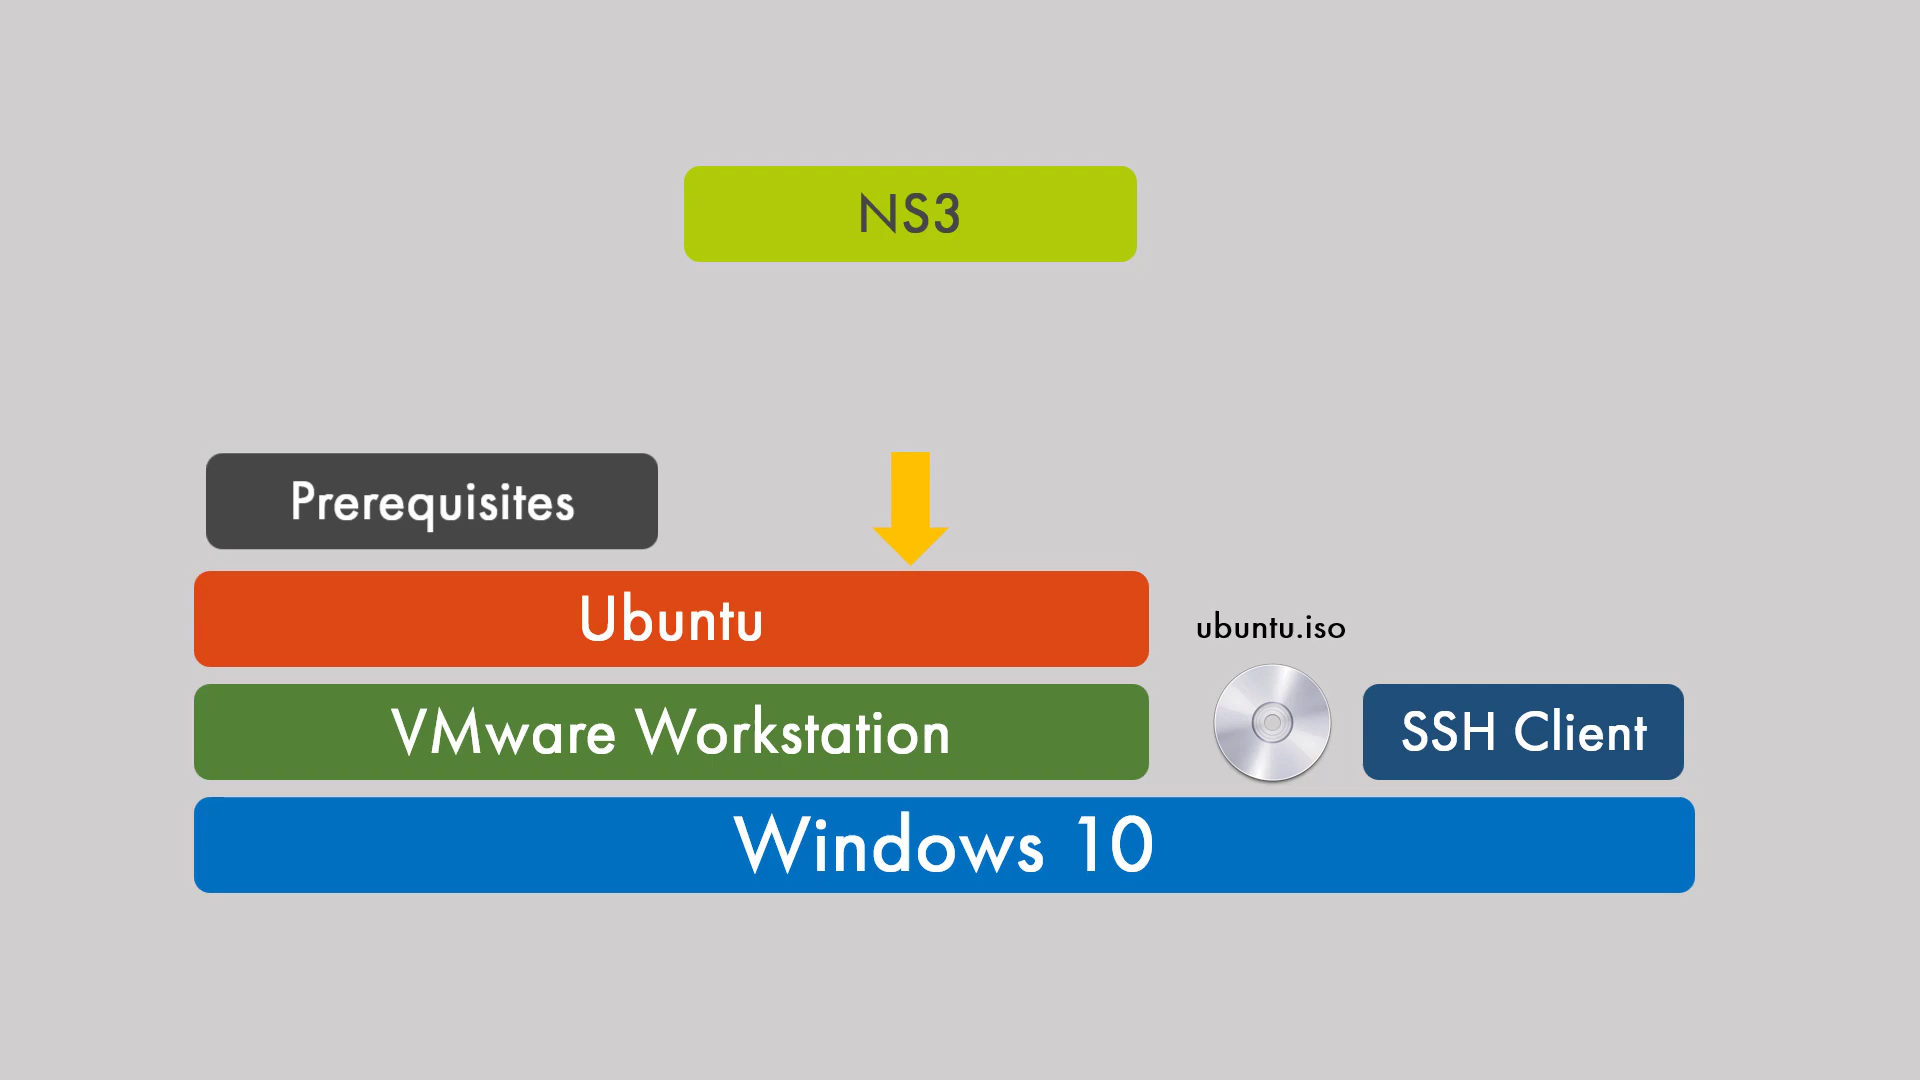 NS3
Prerequisites
Ubuntu
ubuntu.iso
VMware Workstation
SSH Client
Windows 10